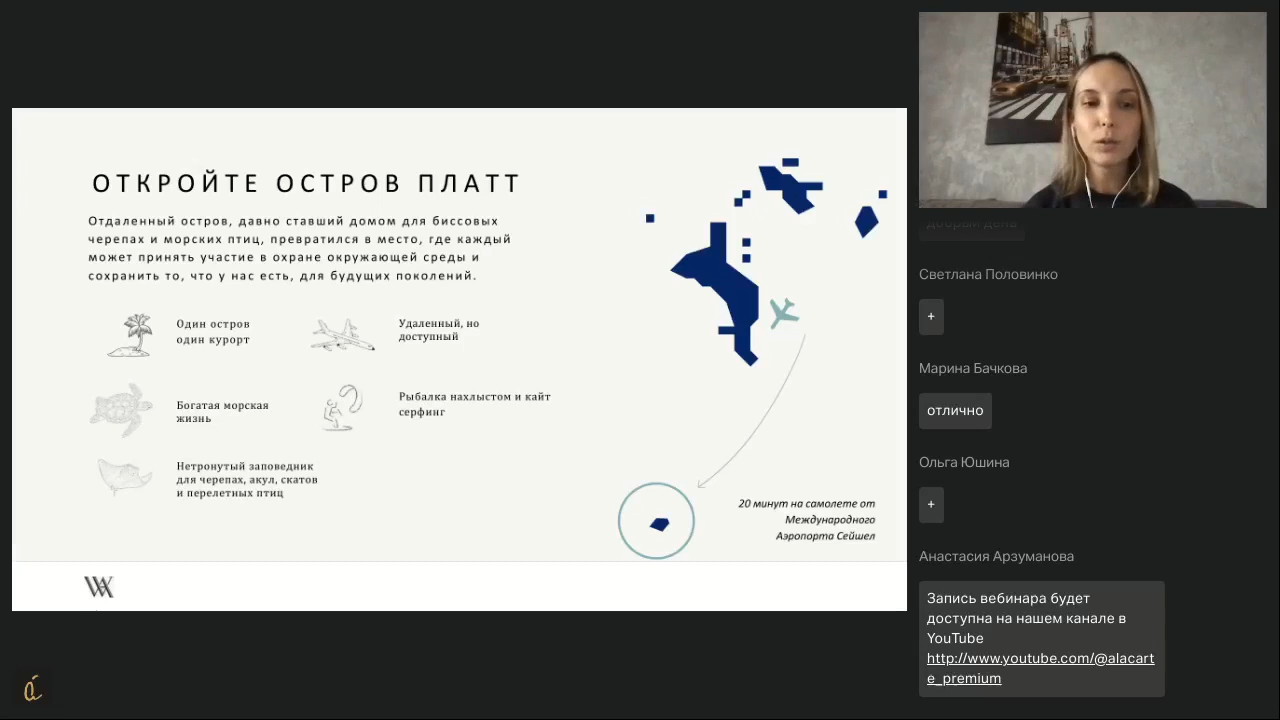 ОТКРОЙТЕ ОСТРОВ ПЛАТТ
Отдаленный остров, давно ставший домом для биссовых
черепах и морских птиц, превратился в место, где каждый
может принять участие в охране окружающей среды и
сохранить то, что у нас есть, для будущих поколений.
Один остров
один курорт
Удаленный, но
доступный
Богатая морская
жизнь
Рыбалка нахлыстом и кайт
серфинг
Нетронутый заповедник
для черепах, акул, скатов
и перелетных птиц
20 минут на самолете от
Международного
Аэропорта Сейшел
WA
á
добрый день
Светлана Половинко
+
Марина Бачкова
отлично
Ольга Юшина
+
Анастасия Арзуманова
Запись вебинара будет
доступна на нашем канале в
YouTube
http://www.youtube.com/@alacart
e_premium